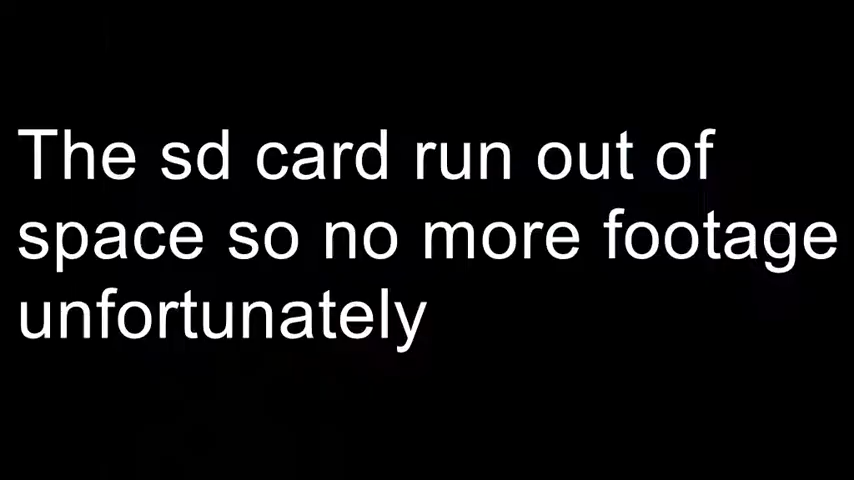 The sd card run out of
space so no more footage
unfortunately